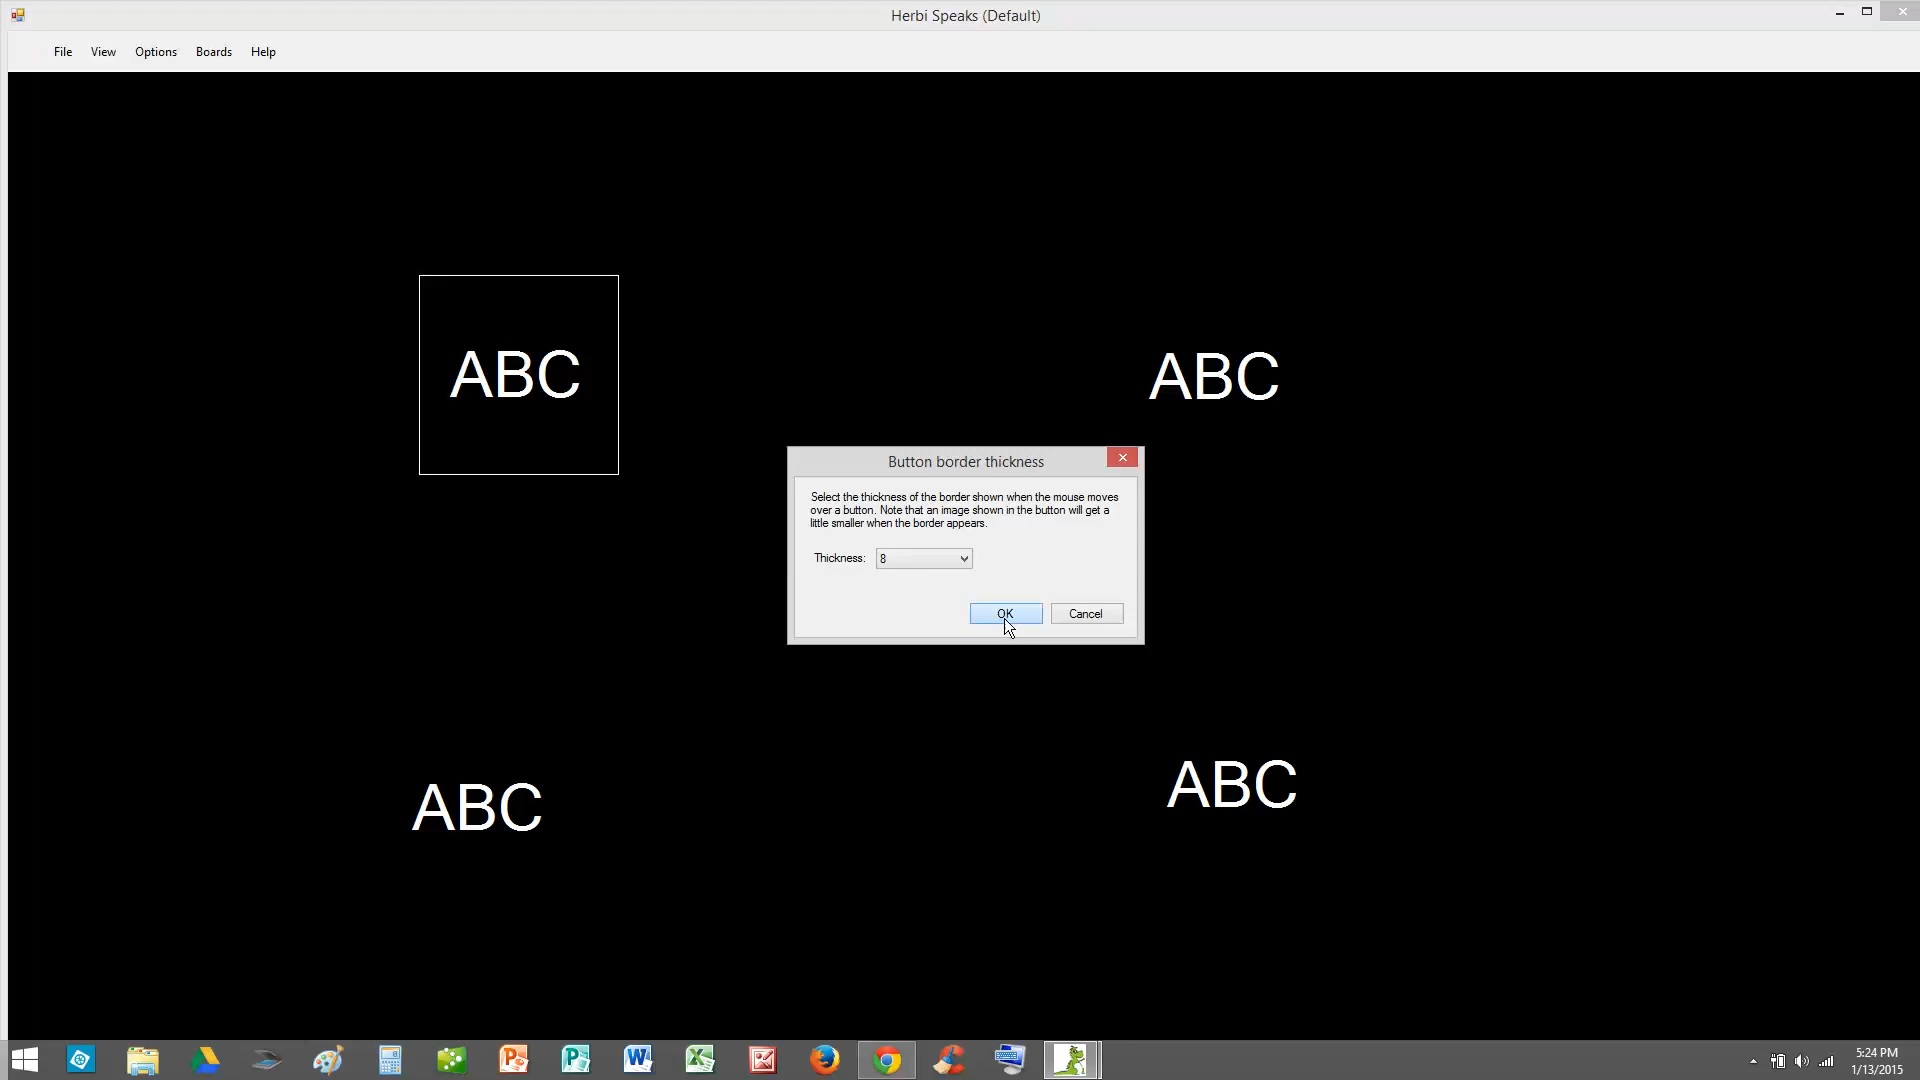 Herbi Speaks (Default)
File View Options Boards Help
ABC
ABC
Button border thickness
Select the thickness of the border shown when the mouse moves
over a button. Note that an image shown in the button will get a
little smaller when the border appears.
Thickness: 8
OK Cancel
ABC
ABC
5:24 PM
1/13/2015